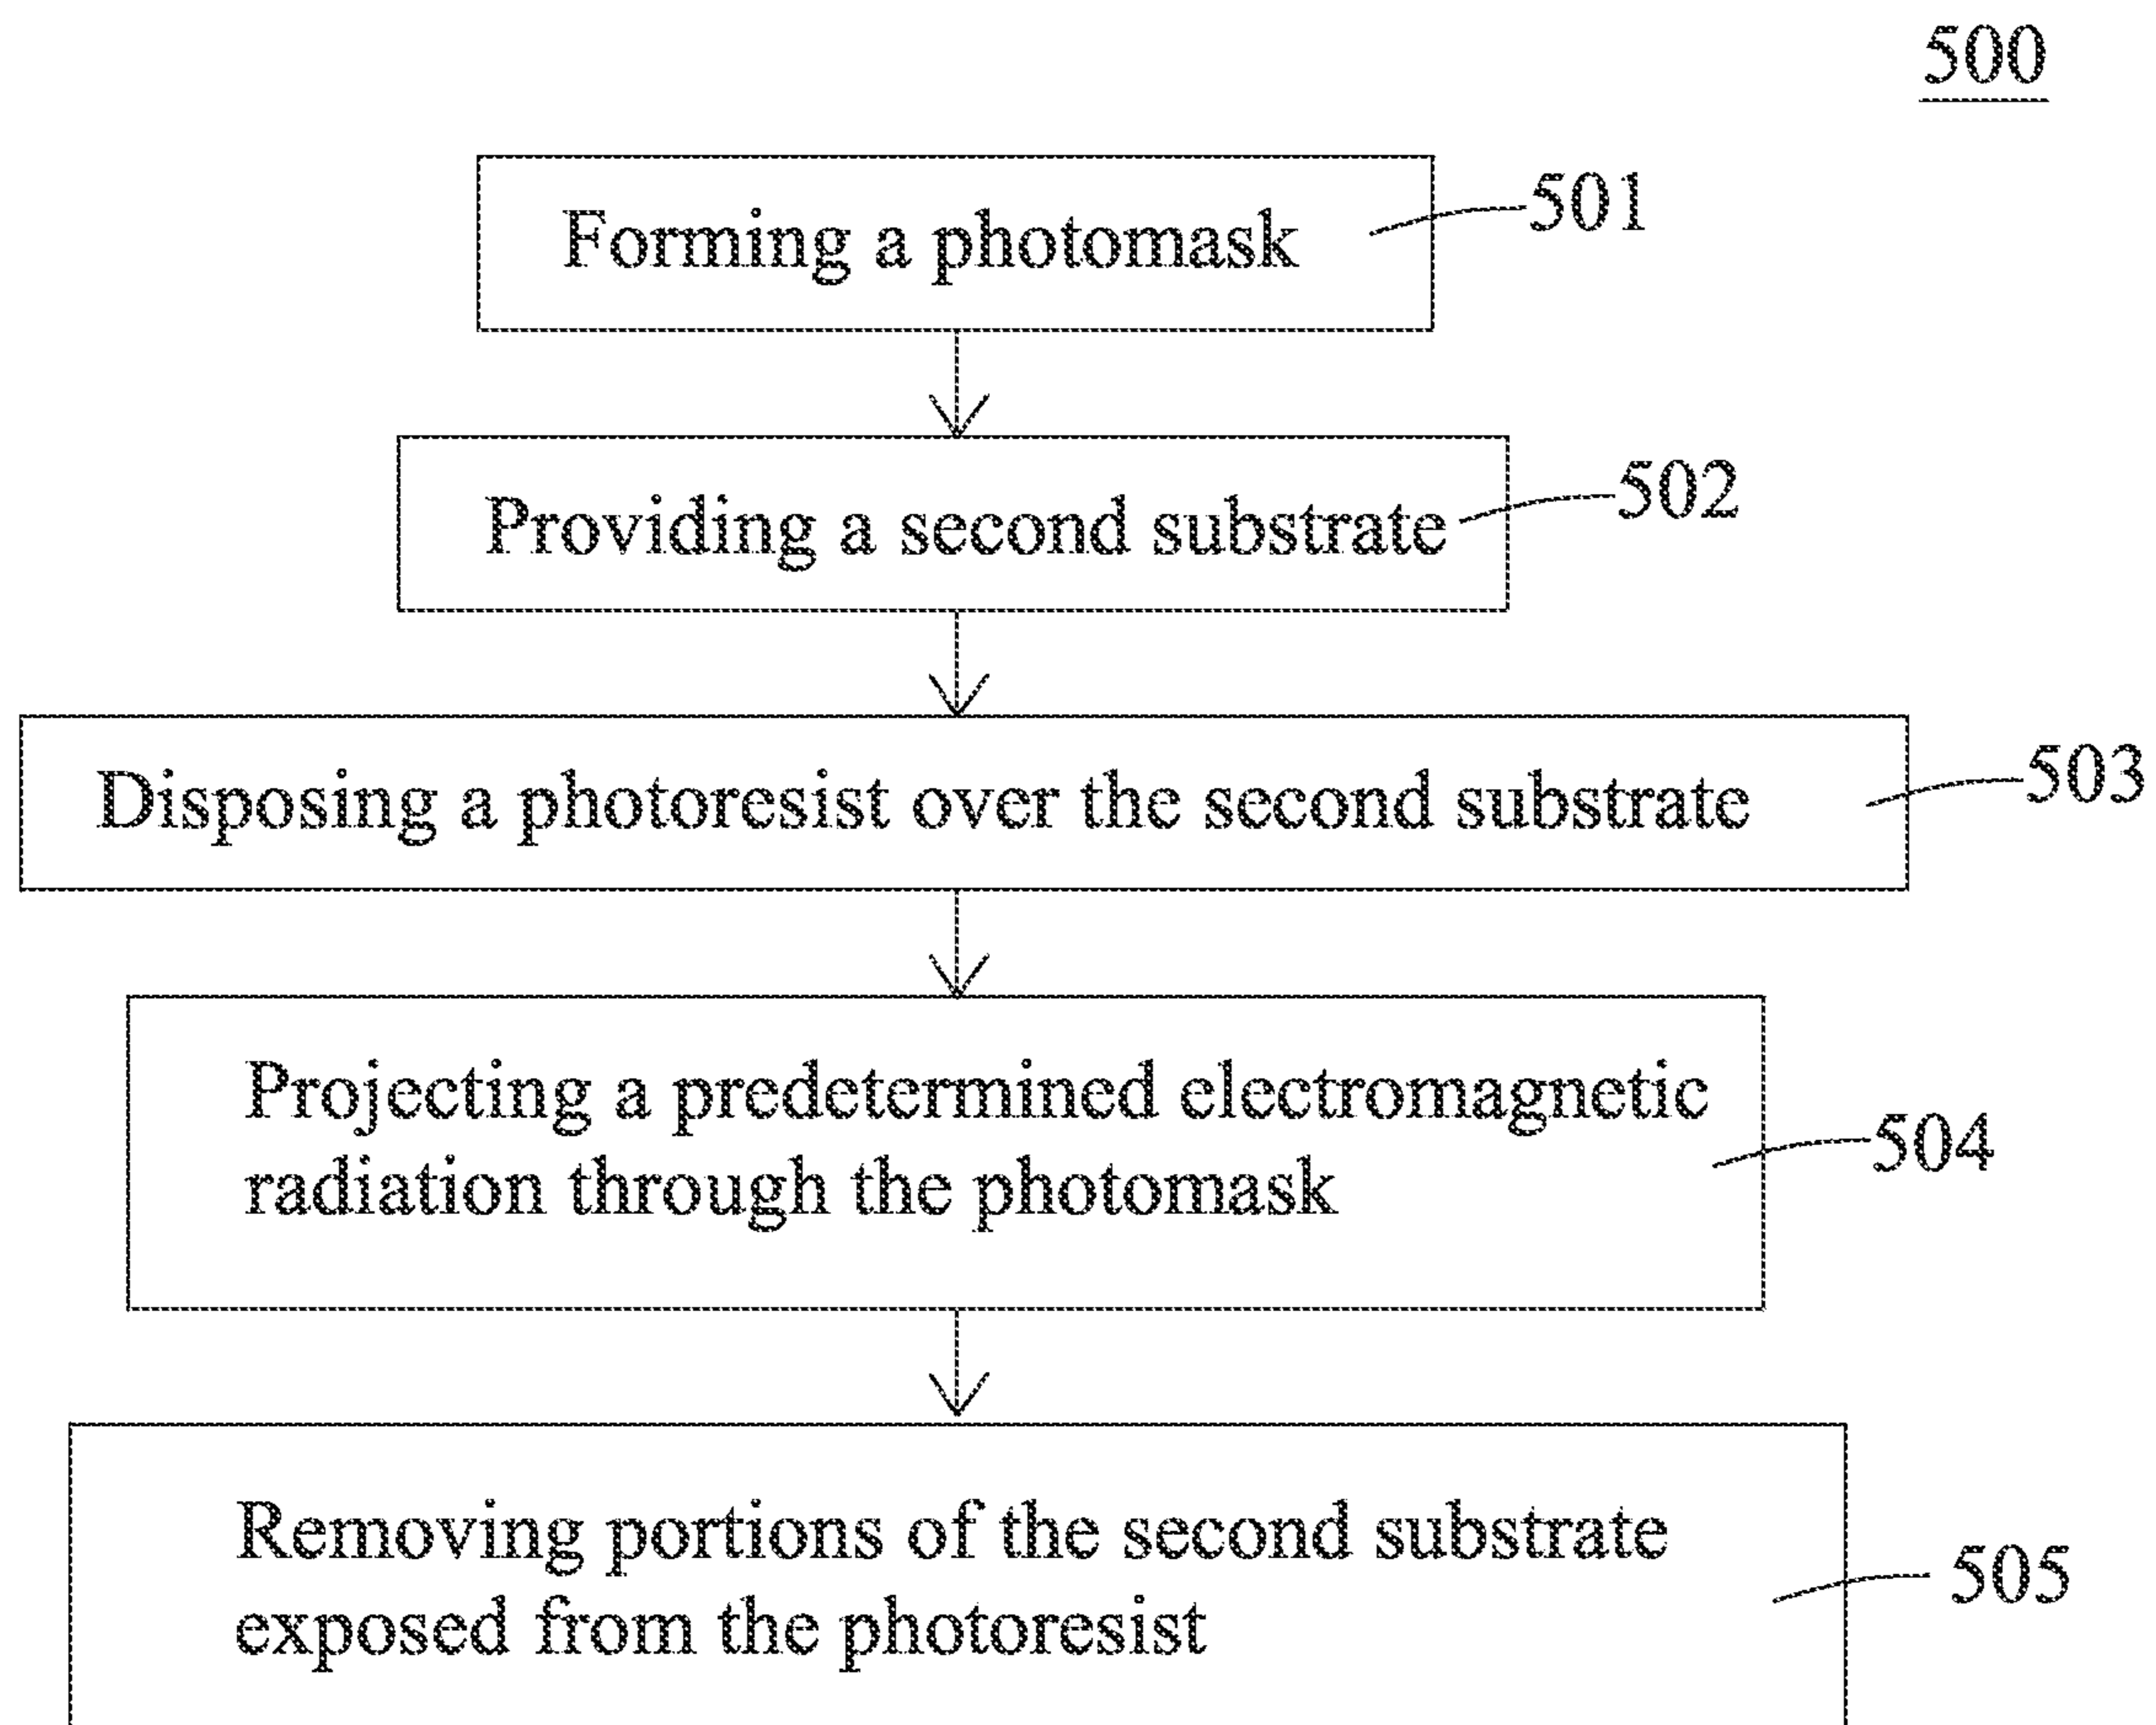 500
Forming a photomask
501
Providing a second substrate
502
Disposing a photoresist over the second substrate
503
Projecting a predetermined electromagnetic
radiation through the photomask
504
Removing portions of the second substrate
exposed from the photoresist
505